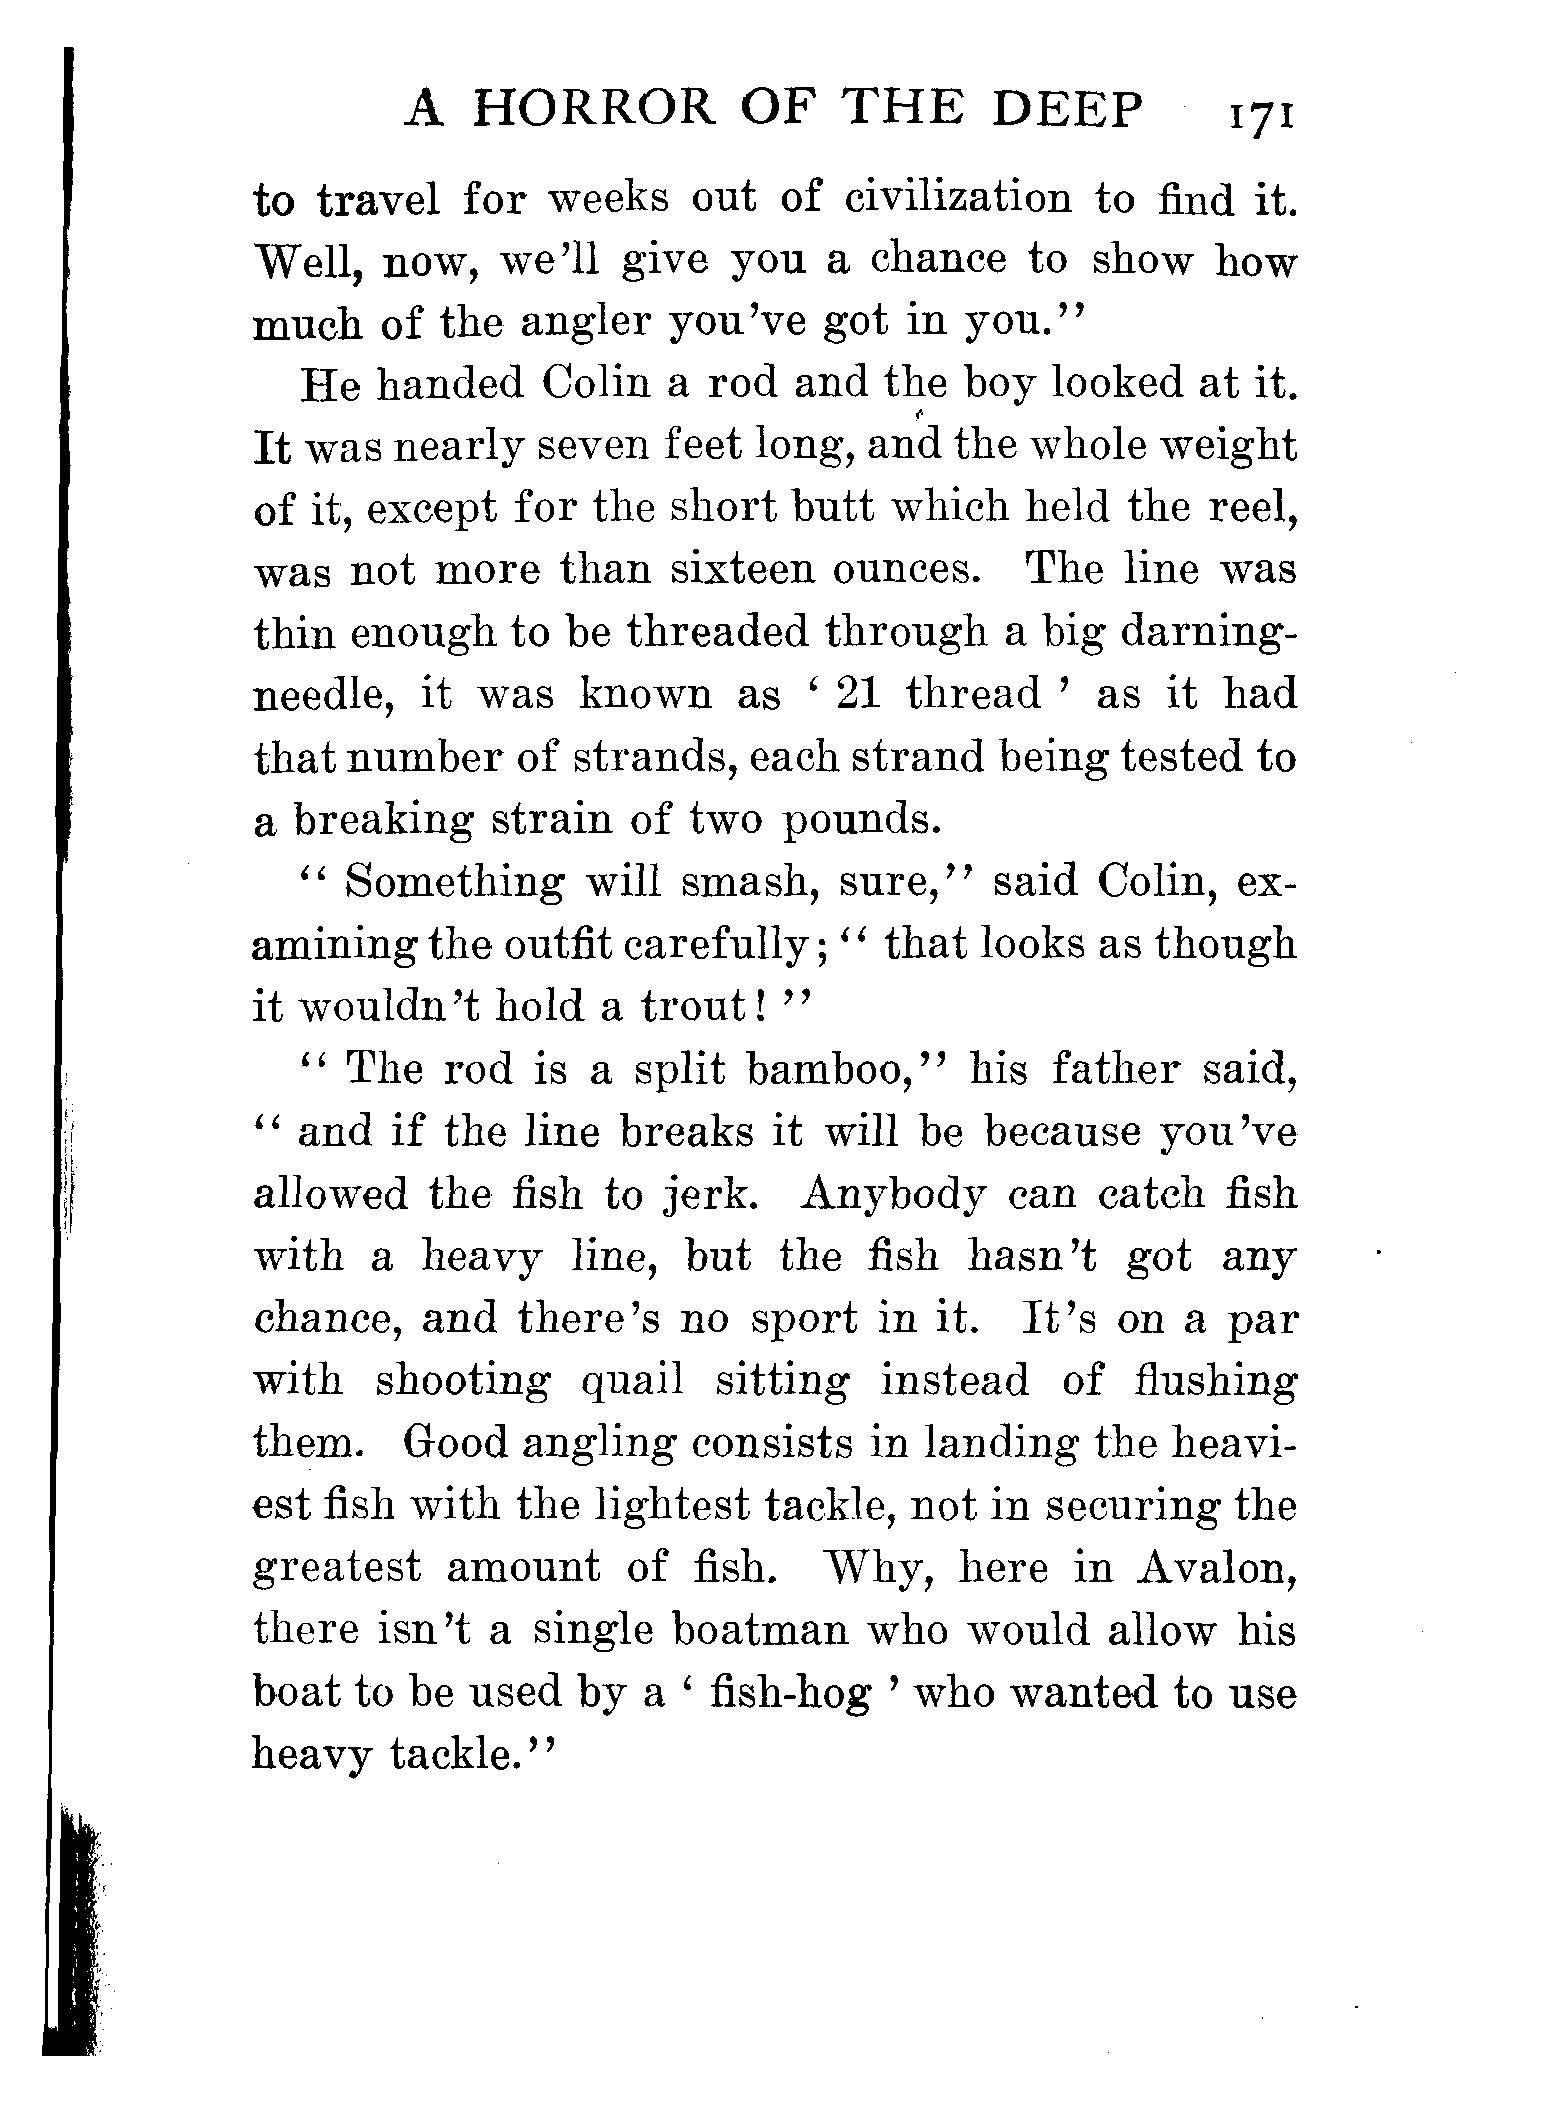 A HORROR OF THE DEEP 171
to travel for weeks out of civilization to find it.
Well, now, we'll give you a chance to show how
much of the angler you've got in you."
He handed Colin a rod and the boy looked at it.
It was nearly seven feet long, and the whole weight
of it, except for the short butt which held the reel,
was not more than sixteen ounces. The line was
thin enough to be threaded through a big darning-
needle, it was known as ‘ 21 thread ’ as it had
that number of strands, each strand being tested to
a breaking strain of two pounds.
“ Something will smash, sure,” said Colin, ex-
amining the outfit carefully; “ that looks as though
it wouldn't hold a trout! ”
“ The rod is a split bamboo,” his father said,
“ and if the line breaks it will be because you've
allowed the fish to jerk. Anybody can catch fish
with a heavy line, but the fish hasn't got any
chance, and there's no sport in it. It's on a par
with shooting quail sitting instead of flushing
them. Good angling consists in landing the heavi-
est fish with the lightest tackle, not in securing the
greatest amount of fish. Why, here in Avalon,
there isn't a single boatman who would allow his
boat to be used by a ‘ fish-hog ’ who wanted to use
heavy tackle.”